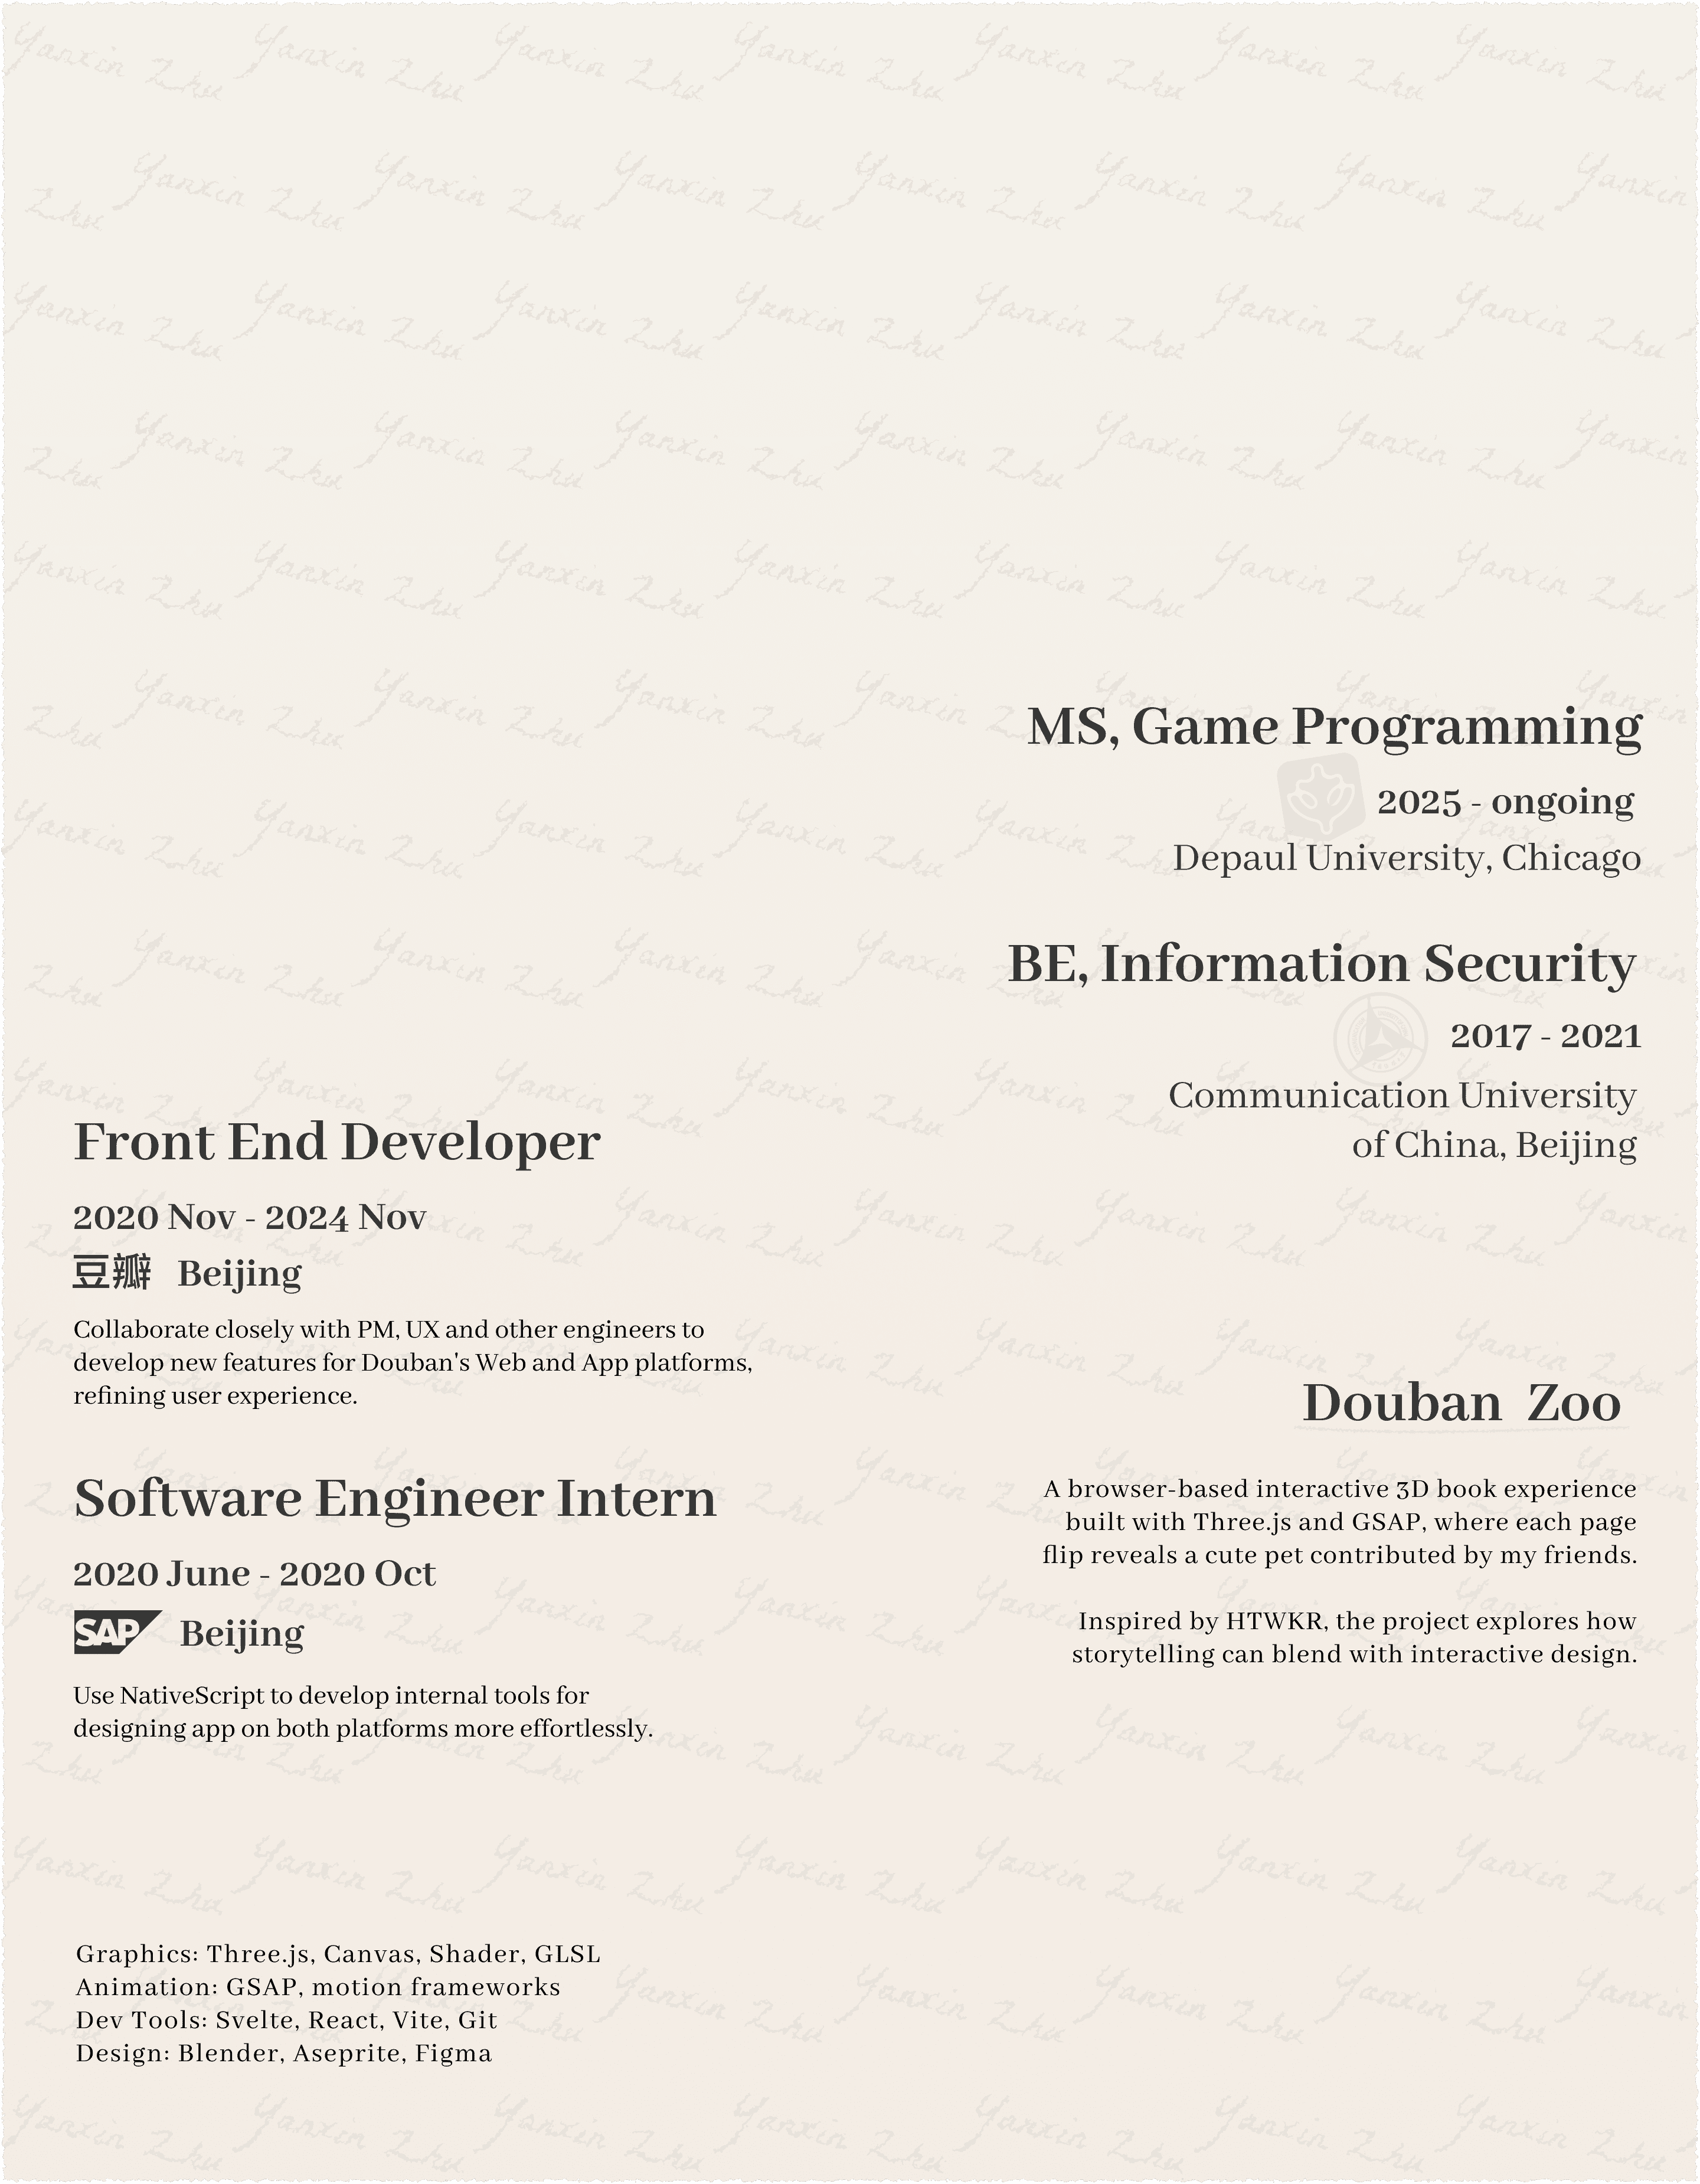 Yanxin Zhu
MS, Game Programming
2025 - ongoing
Depaul University, Chicago
BE, Information Security
2017 - 2021
Communication University
of China, Beijing
Front End Developer
2020 Nov - 2024 Nov
豆瓣 Beijing
Collaborate closely with PM, UX and other engineers to
develop new features for Douban's Web and App platforms,
refining user experience.
Software Engineer Intern
2020 June - 2020 Oct
SAP Beijing
Use NativeScript to develop internal tools for
designing app on both platforms more effortlessly.
Douban Zoo
A browser-based interactive 3D book experience
built with Three.js and GSAP, where each page
flip reveals a cute pet contributed by my friends.
Inspired by HTWKR, the project explores how
storytelling can blend with interactive design.
Graphics: Three.js, Canvas, Shader, GLSL
Animation: GSAP, motion frameworks
Dev Tools: Svelte, React, Vite, Git
Design: Blender, Aseprite, Figma